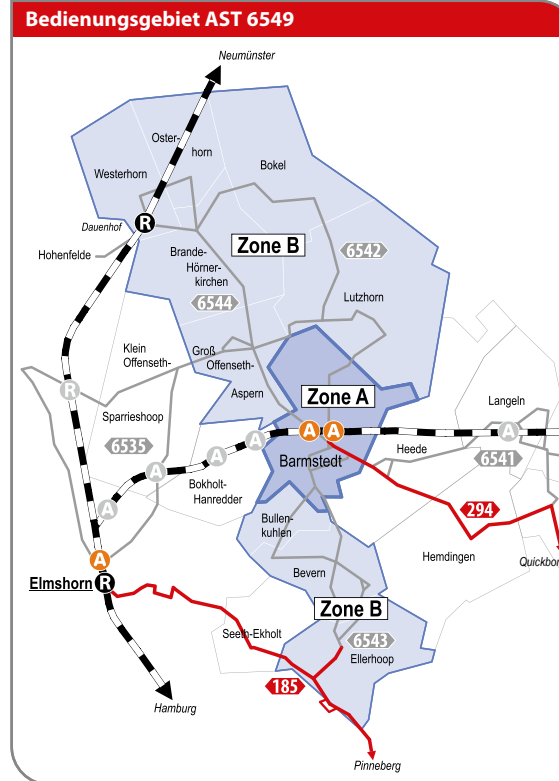 Bedienungsgebiet AST 6549
Neumünster
Oster-
horn
Westerhorn
Bokel
Dauenhof
R
Hohenfelde
Brande-
Hörner-
kirchen
Zone B
6542
6544
Lutzhorn
Klein
Offenseth-
Groß
Offenseth-
Aspern
R
Sparrieshoop
6535
Zone A
Langeln
A
A
A
A
A
A
A
Barmstedt
Heede
6541
Bokholt-
Hanredder
A
294
Bullen-
kuhlen
Hemdingen
Quickbor
A
Elmshorn
R
Bevern
Zone B
Seeth-Ekholt
6543
Ellerhoop
185
Hamburg
Pinneberg